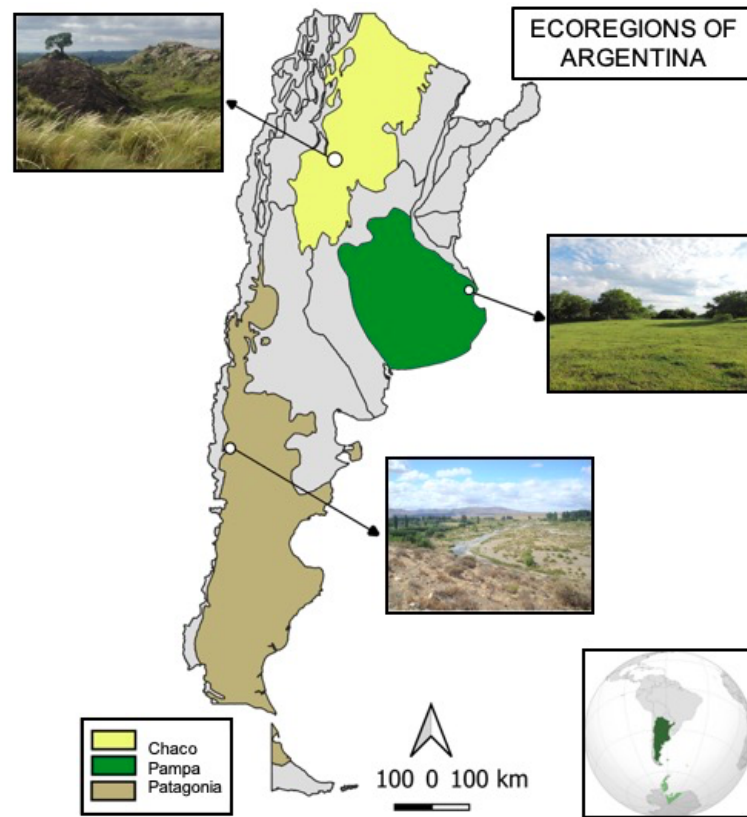 ECOREGIONS OF
ARGENTINA
Chaco
Pampa
Patagonia
100 0 100 km